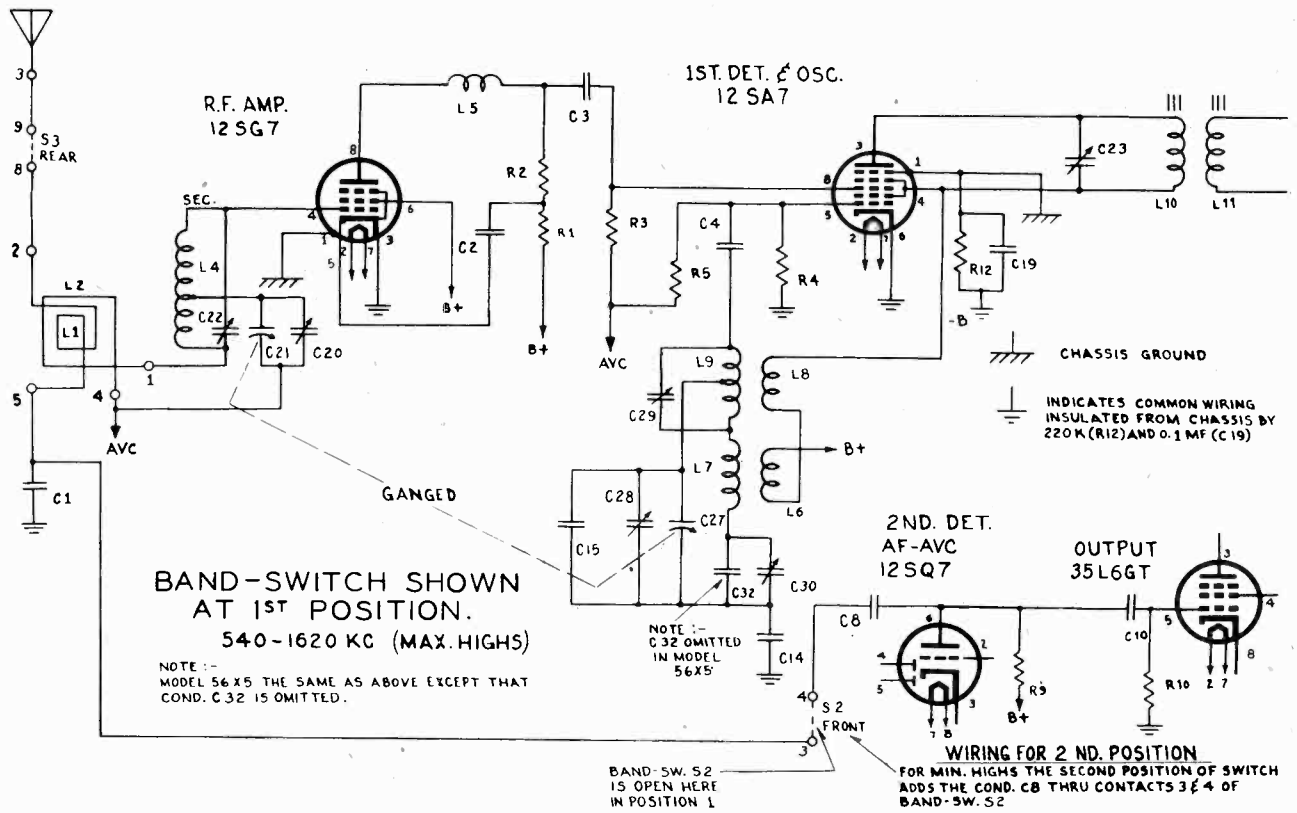 1ST. DET. & OSC.
12 SA7
R.F. AMP.
12 SG7
3
9
S3
REAR
8
2
L2
L1
5
4
1
AVC
C1
SEC.
L4
C22
C21
C20
8
4
6
1
2
7
3
5
L5
C3
R2
R1
C2
B+
B+
R3
AVC
R5
C4
R4
3
8
5
1
4
2
7
6
C23
L10
L11
R12
C19
-B
CHASSIS GROUND
INDICATES COMMON WIRING
INSULATED FROM CHASSIS BY
220K (R12) AND 0.1 MF (C19)
L9
L8
C29
L7
B+
L6
C15
C28
C27
C32
C30
C14
GANGED
BAND-SWITCH SHOWN
AT 1ST POSITION.
540-1620 KC (MAX. HIGHS)
NOTE :-
MODEL 56X5 THE SAME AS ABOVE EXCEPT THAT
COND. C32 IS OMITTED.
NOTE :-
C32 OMITTED
IN MODEL
56X5
2ND. DET.
AF-AVC
12SQ7
OUTPUT
35L6GT
C8
6
2
4
5
3
7
8
R9
B+
C10
R10
3
4
5
8
2
7
4
S2
FRONT
3
BAND-SW. S2
IS OPEN HERE
IN POSITION 1
WIRING FOR 2 ND. POSITION
FOR MIN. HIGHS THE SECOND POSITION OF SWITCH
ADDS THE COND. C8 THRU CONTACTS 3 & 4 OF
BAND-SW. S2